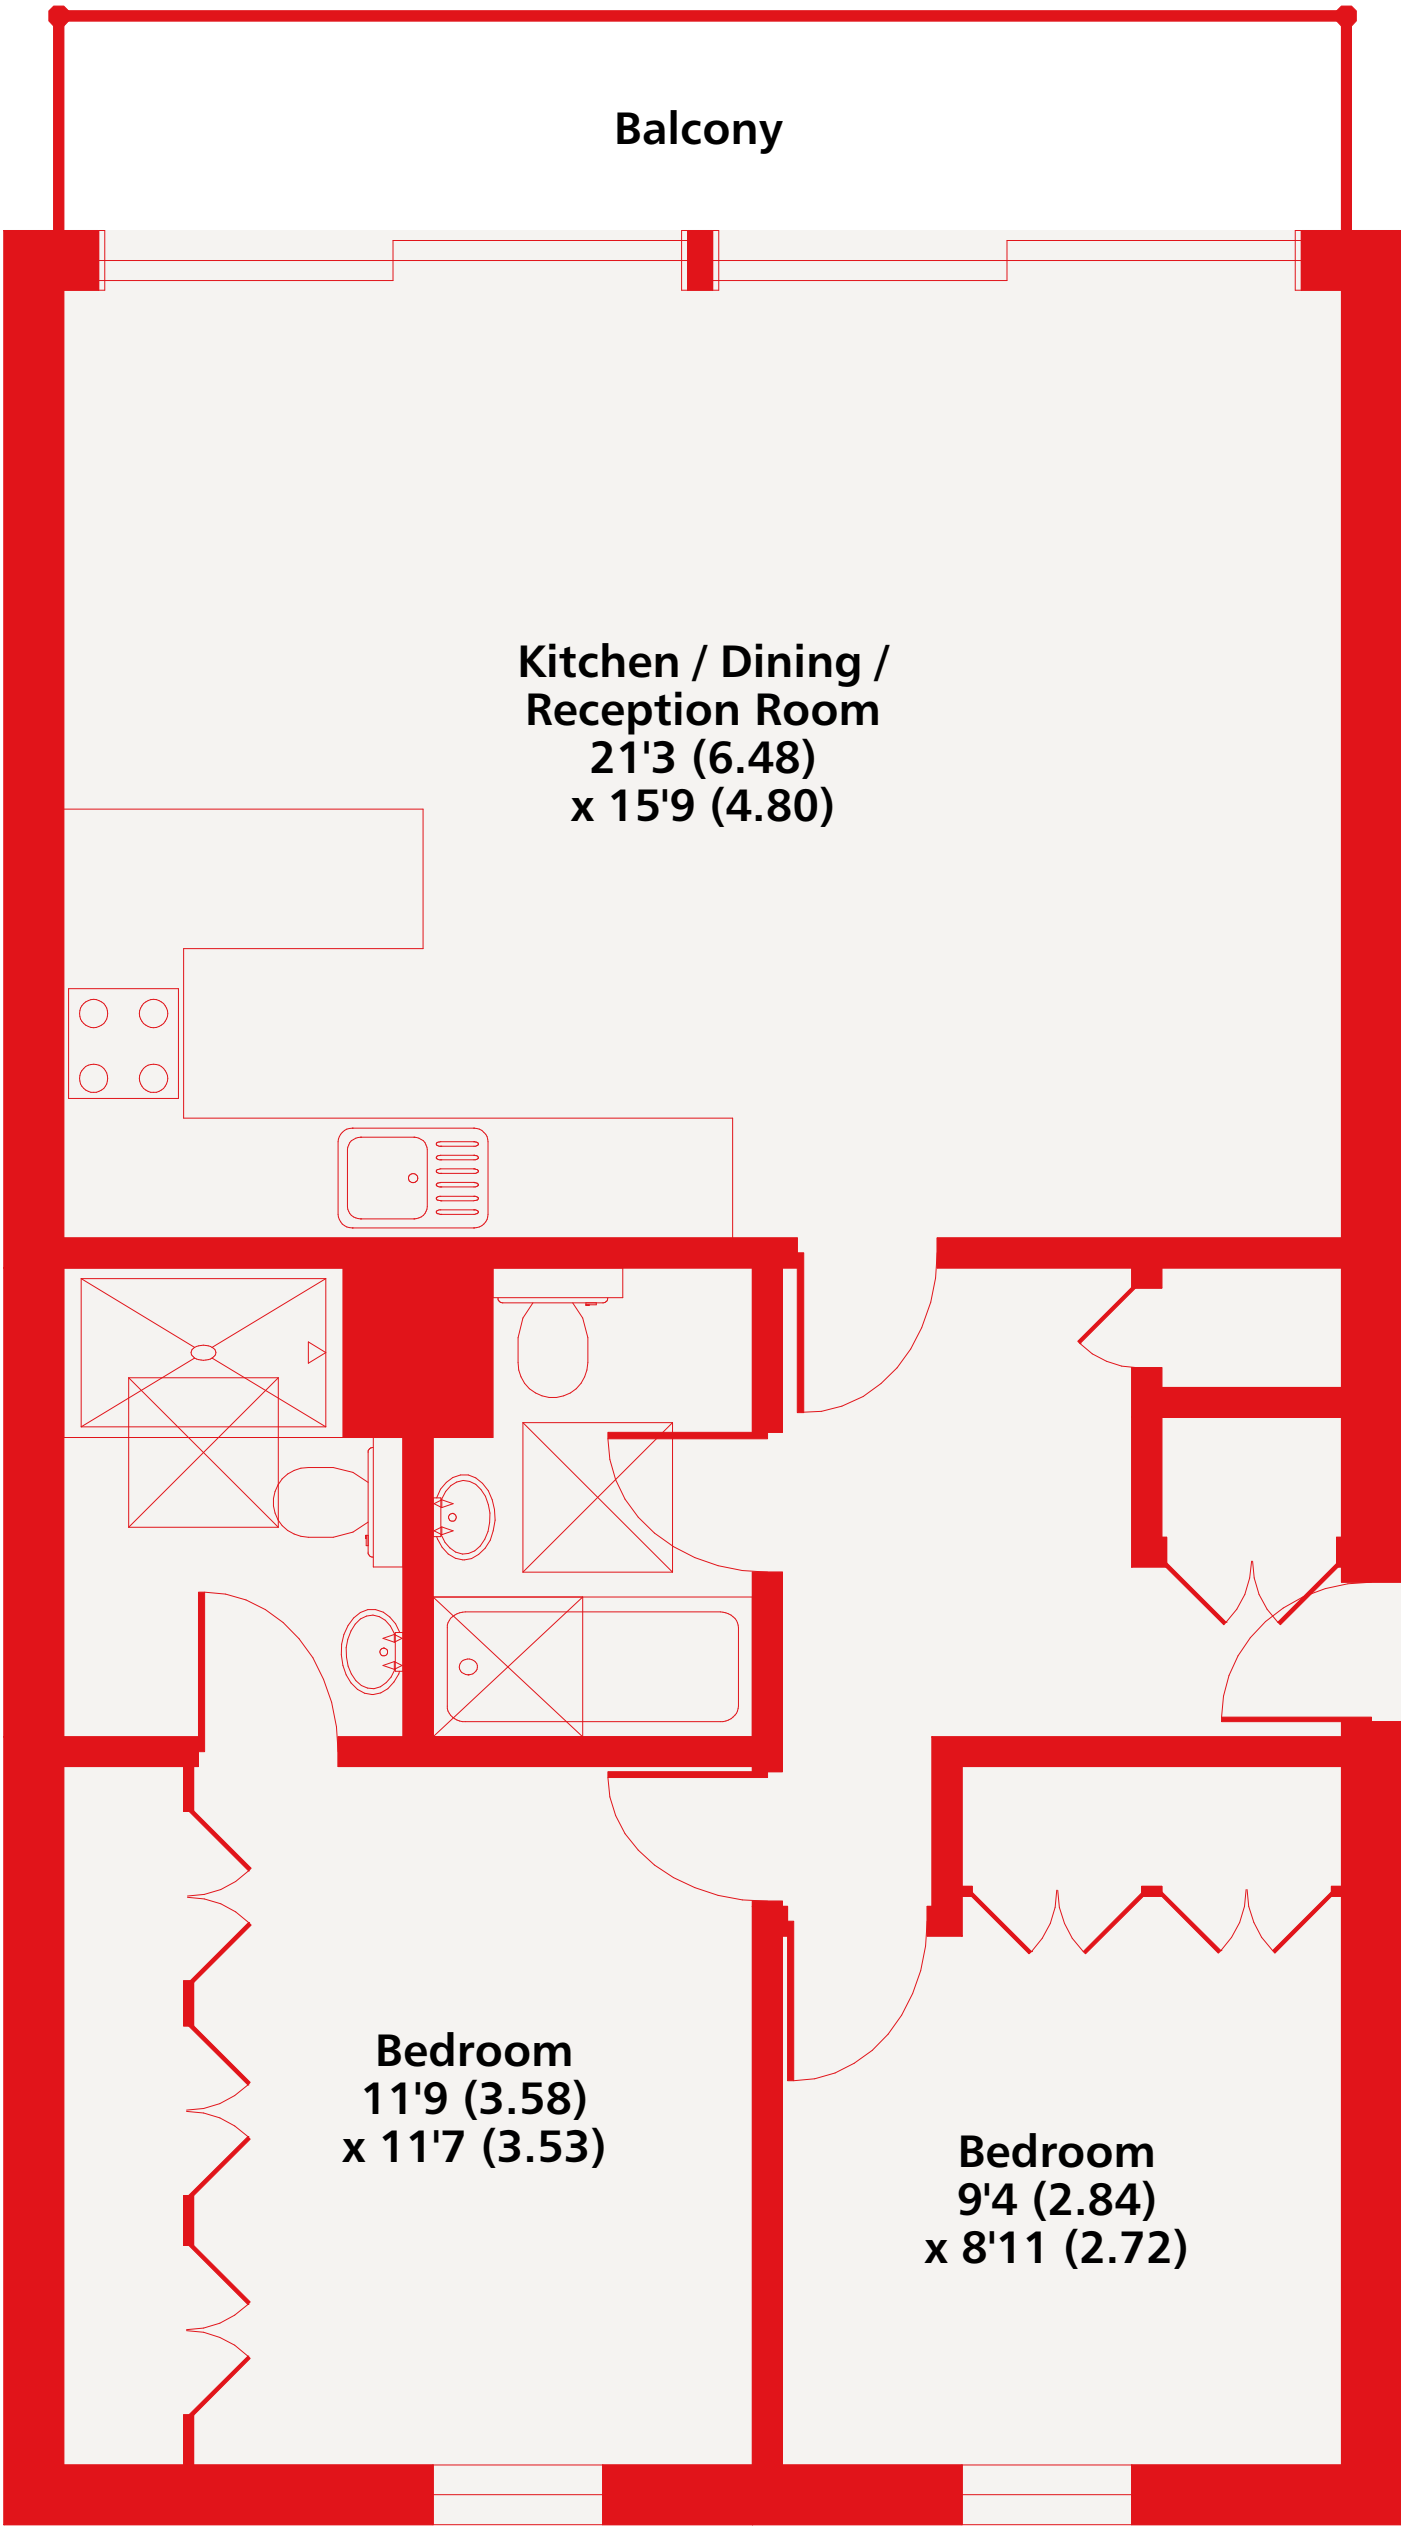 Balcony
Kitchen / Dining /
Reception Room
21'3 (6.48)
x 15'9 (4.80)
Bedroom
11'9 (3.58)
x 11'7 (3.53)
Bedroom
9'4 (2.84)
x 8'11 (2.72)